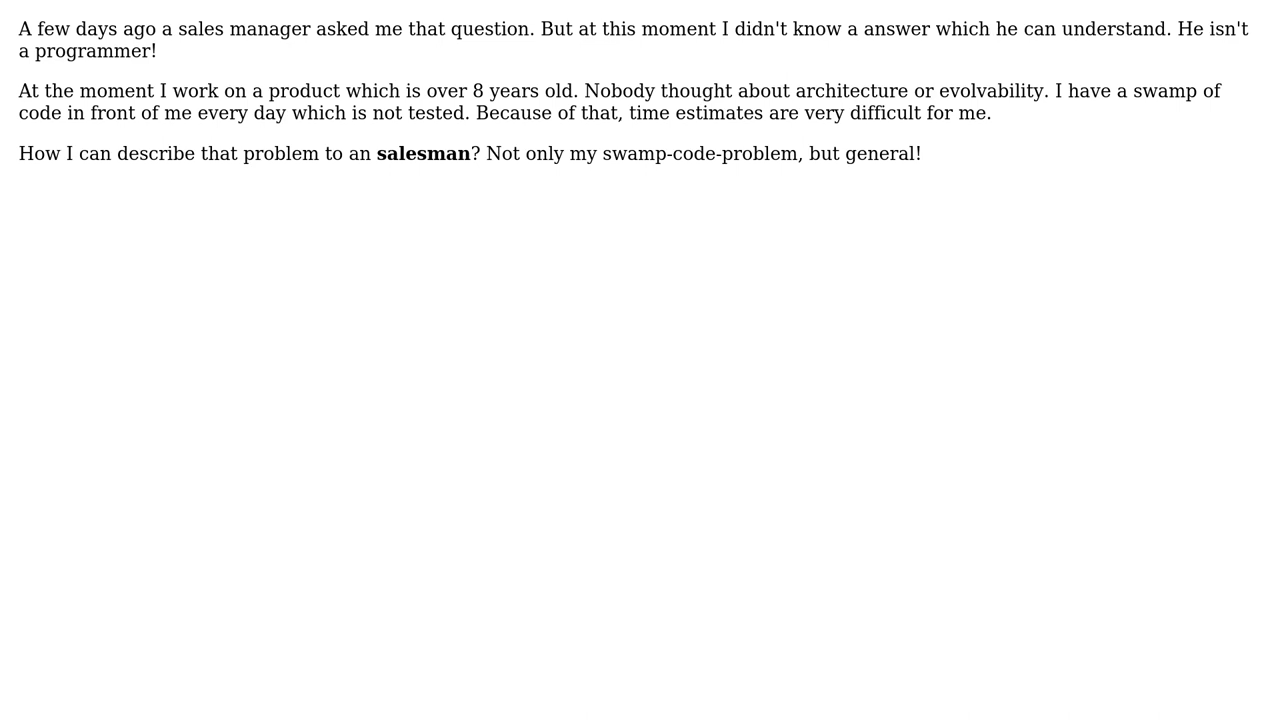 A few days ago a sales manager asked me that question. But at this moment I didn't know a answer which he can understand. He isn't
a programmer!
At the moment I work on a product which is over 8 years old. Nobody thought about architecture or evolvability. I have a swamp of
code in front of me every day which is not tested. Because of that, time estimates are very difficult for me.
How I can describe that problem to an salesman? Not only my swamp-code-problem, but general!